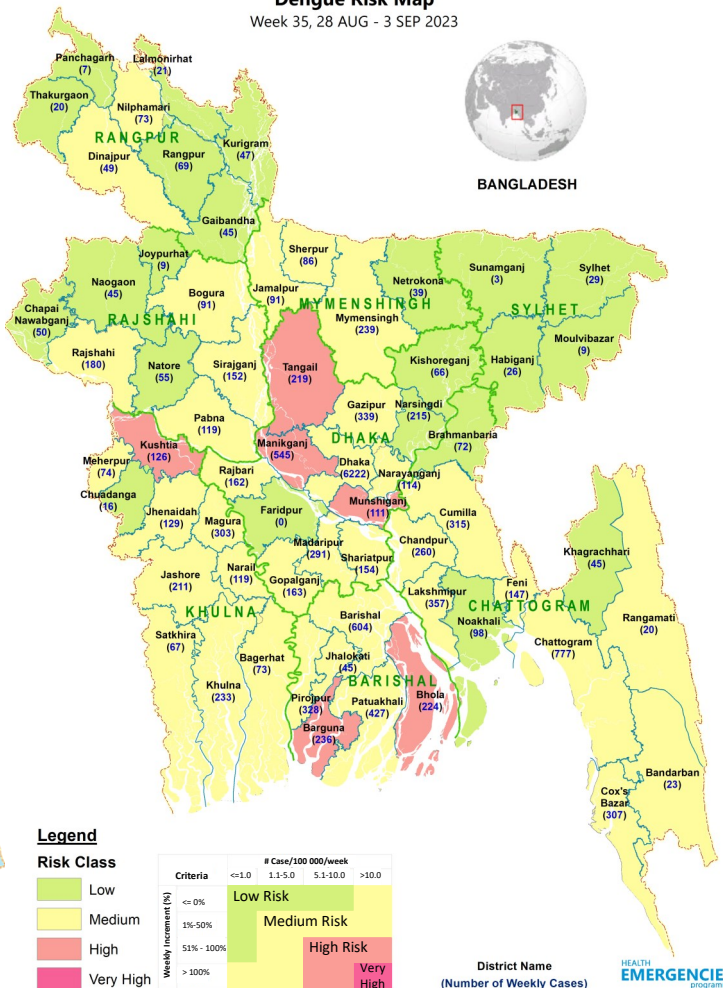 Dengue Risk Map
Week 35, 28 AUG - 3 SEP 2023
BANGLADESH
Panchagarh
(7)
Lalmonirhat
(21)
Thakurgaon
(20)
Nilphamari
(73)
RANGPUR
Dinajpur
(49)
Rangpur
(69)
Kurigram
(47)
Gaibandha
(45)
Joypurhat
(9)
Naogaon
(45)
Bogura
(91)
Chapai
Nawabganj
(50)
RAJSHAHI
Rajshahi
(180)
Natore
(55)
Sirajganj
(152)
Pabna
(119)
Sherpur
(86)
Jamalpur
(91)
MYMENSHINGH
Netrokona
(39)
Mymensingh
(239)
Sunamganj
(3)
Sylhet
(29)
SYLHET
Habiganj
(26)
Moulvibazar
(9)
Tangail
(219)
Kishoreganj
(66)
Gazipur
(339)
Narsingdi
(215)
Brahmanbaria
(72)
DHAKA
Manikganj
(545)
Dhaka
(6222)
Narayanganj
(114)
Munshiganj
(111)
Kushtia
(126)
Meherpur
(74)
Chuadanga
(16)
Rajbari
(162)
Faridpur
(0)
Jhenaidah
(129)
Magura
(303)
Madaripur
(291)
Shariatpur
(154)
Cumilla
(315)
Chandpur
(260)
Jashore
(211)
Narail
(119)
Gopalganj
(163)
KHULNA
Satkhira
(67)
Khulna
(233)
Bagerhat
(73)
Barishal
(604)
Jhalokati
(45)
BARISHAL
Pirojpur
(328)
Patuakhali
(427)
Bhola
(224)
Barguna
(236)
Lakshmipur
(357)
Feni
(147)
CHATTOGRAM
Noakhali
(98)
Chattogram
(777)
Khagrachhari
(45)
Rangamati
(20)
Bandarban
(23)
Cox's
Bazar
(307)
Legend
Risk Class
Low
Medium
High
Very High
# Case/100 000/week
Criteria <=1.0 1.1-5.0 5.1-10.0 >10.0
Weekly Increment (%)
<= 0% Low Risk
1%-50% Medium Risk
51% - 100% High Risk
> 100% Very
High
District Name
(Number of Weekly Cases)
HEALTH
EMERGENCIE
program